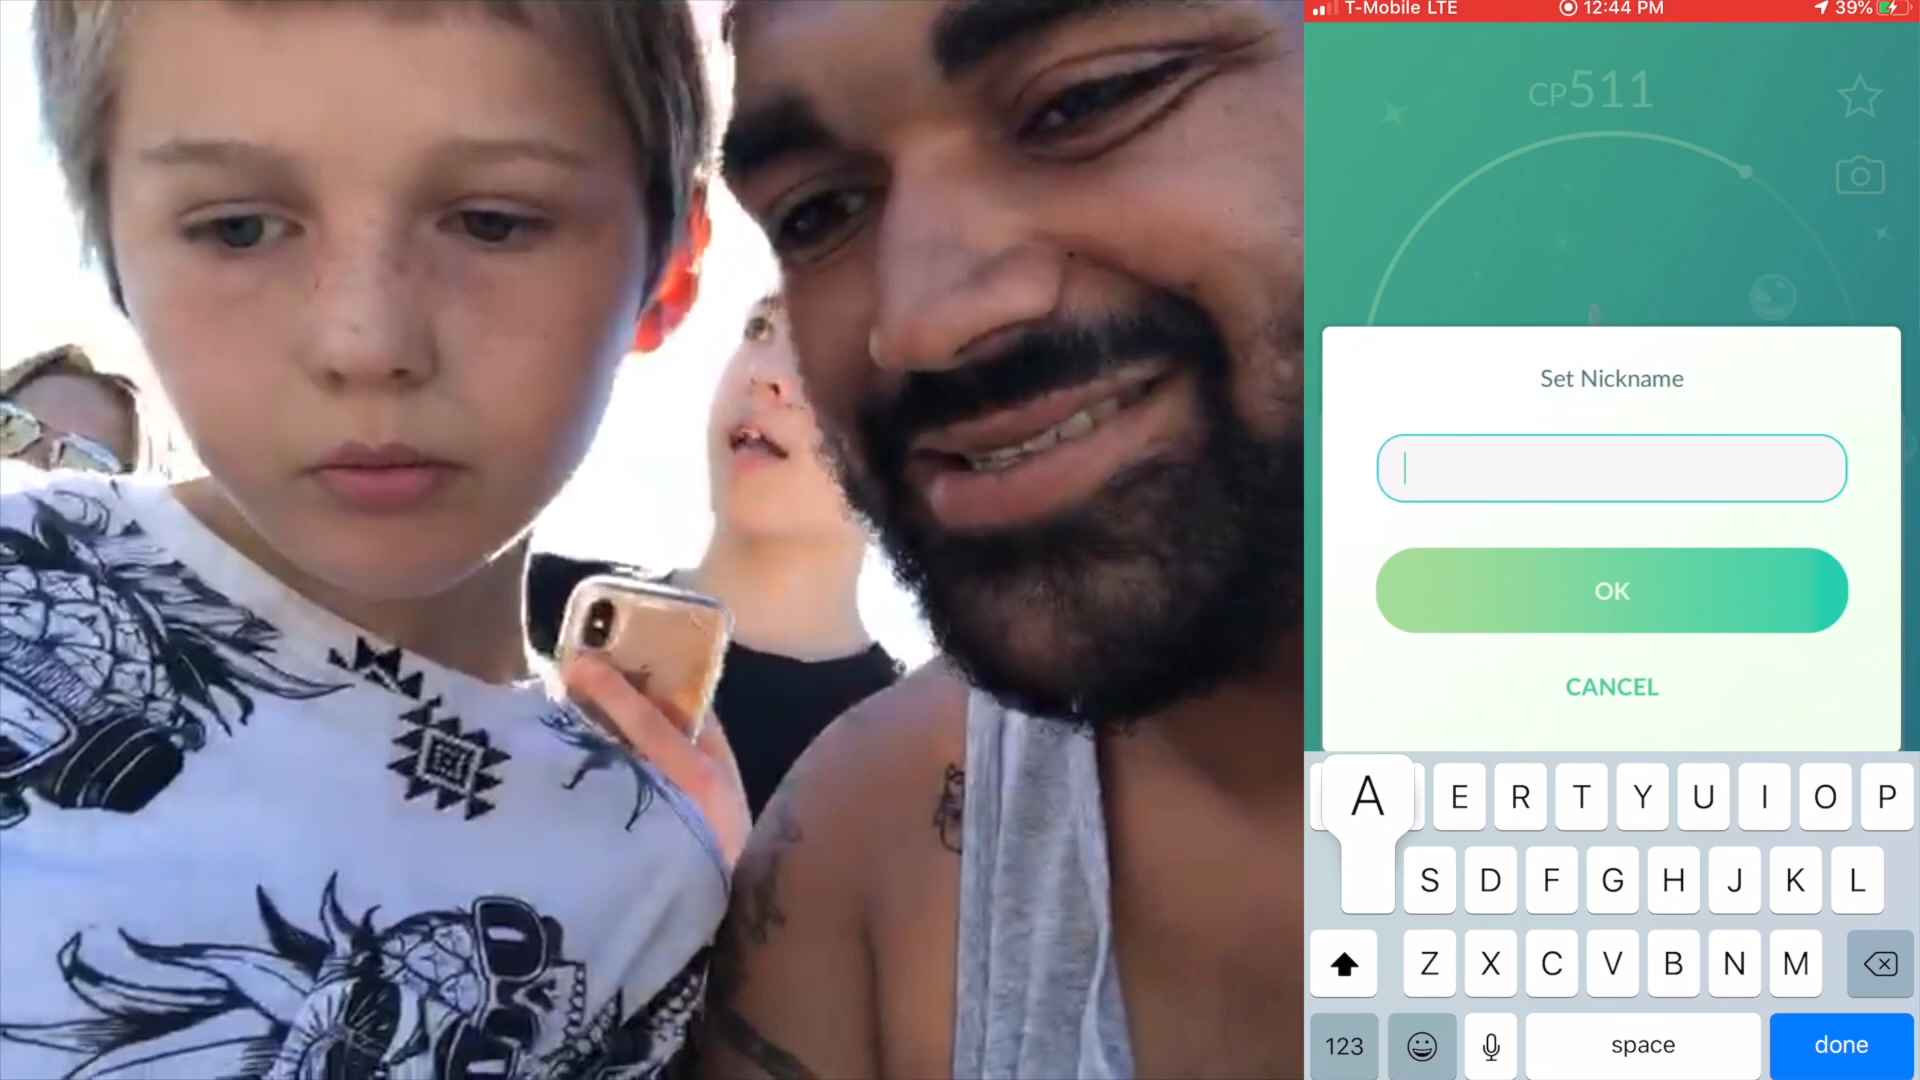 T-Mobile LTE 12:44 PM 39%
CP511
Set Nickname
OK
CANCEL
A E R T Y U I O P
S D F G H J K L
Z X C V B N M
123 space done